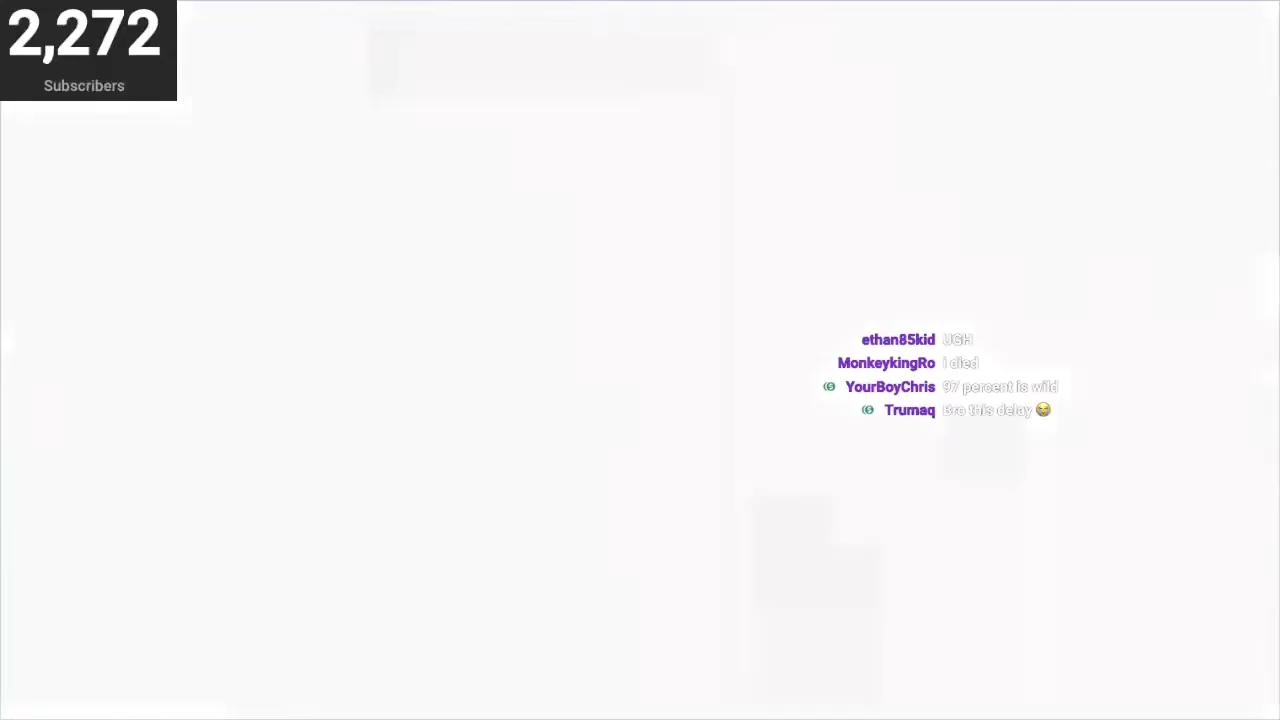 2,272
Subscribers
ethan85kid UGH
MonkeykingRo i died
YourBoyChris 97 percent is wild
Trumaq Bro this delay 😭